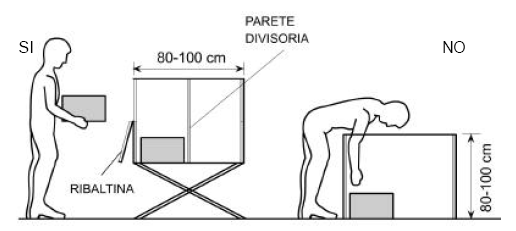 PARETE
DIVISORIA
SI
80-100 cm
NO
RIBALTINA
80-100 cm